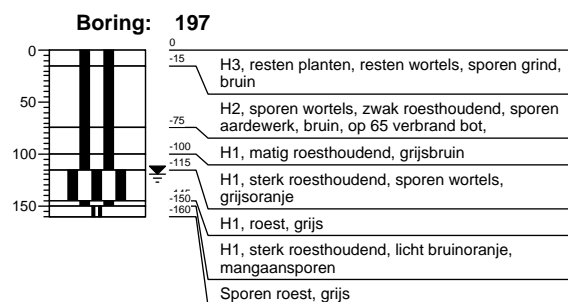 Boring: 197
0
0
-15
H3, resten planten, resten wortels, sporen grind,
bruin
50
H2, sporen wortels, zwak roesthoudend, sporen
aardewerk, bruin, op 65 verbrand bot,
-75
100
-100
H1, matig roesthoudend, grijsbruin
-115
H1, sterk roesthoudend, sporen wortels,
grijsoranje
150
-150
-160
H1, roest, grijs
H1, sterk roesthoudend, licht bruinoranje,
mangaansporen
Sporen roest, grijs